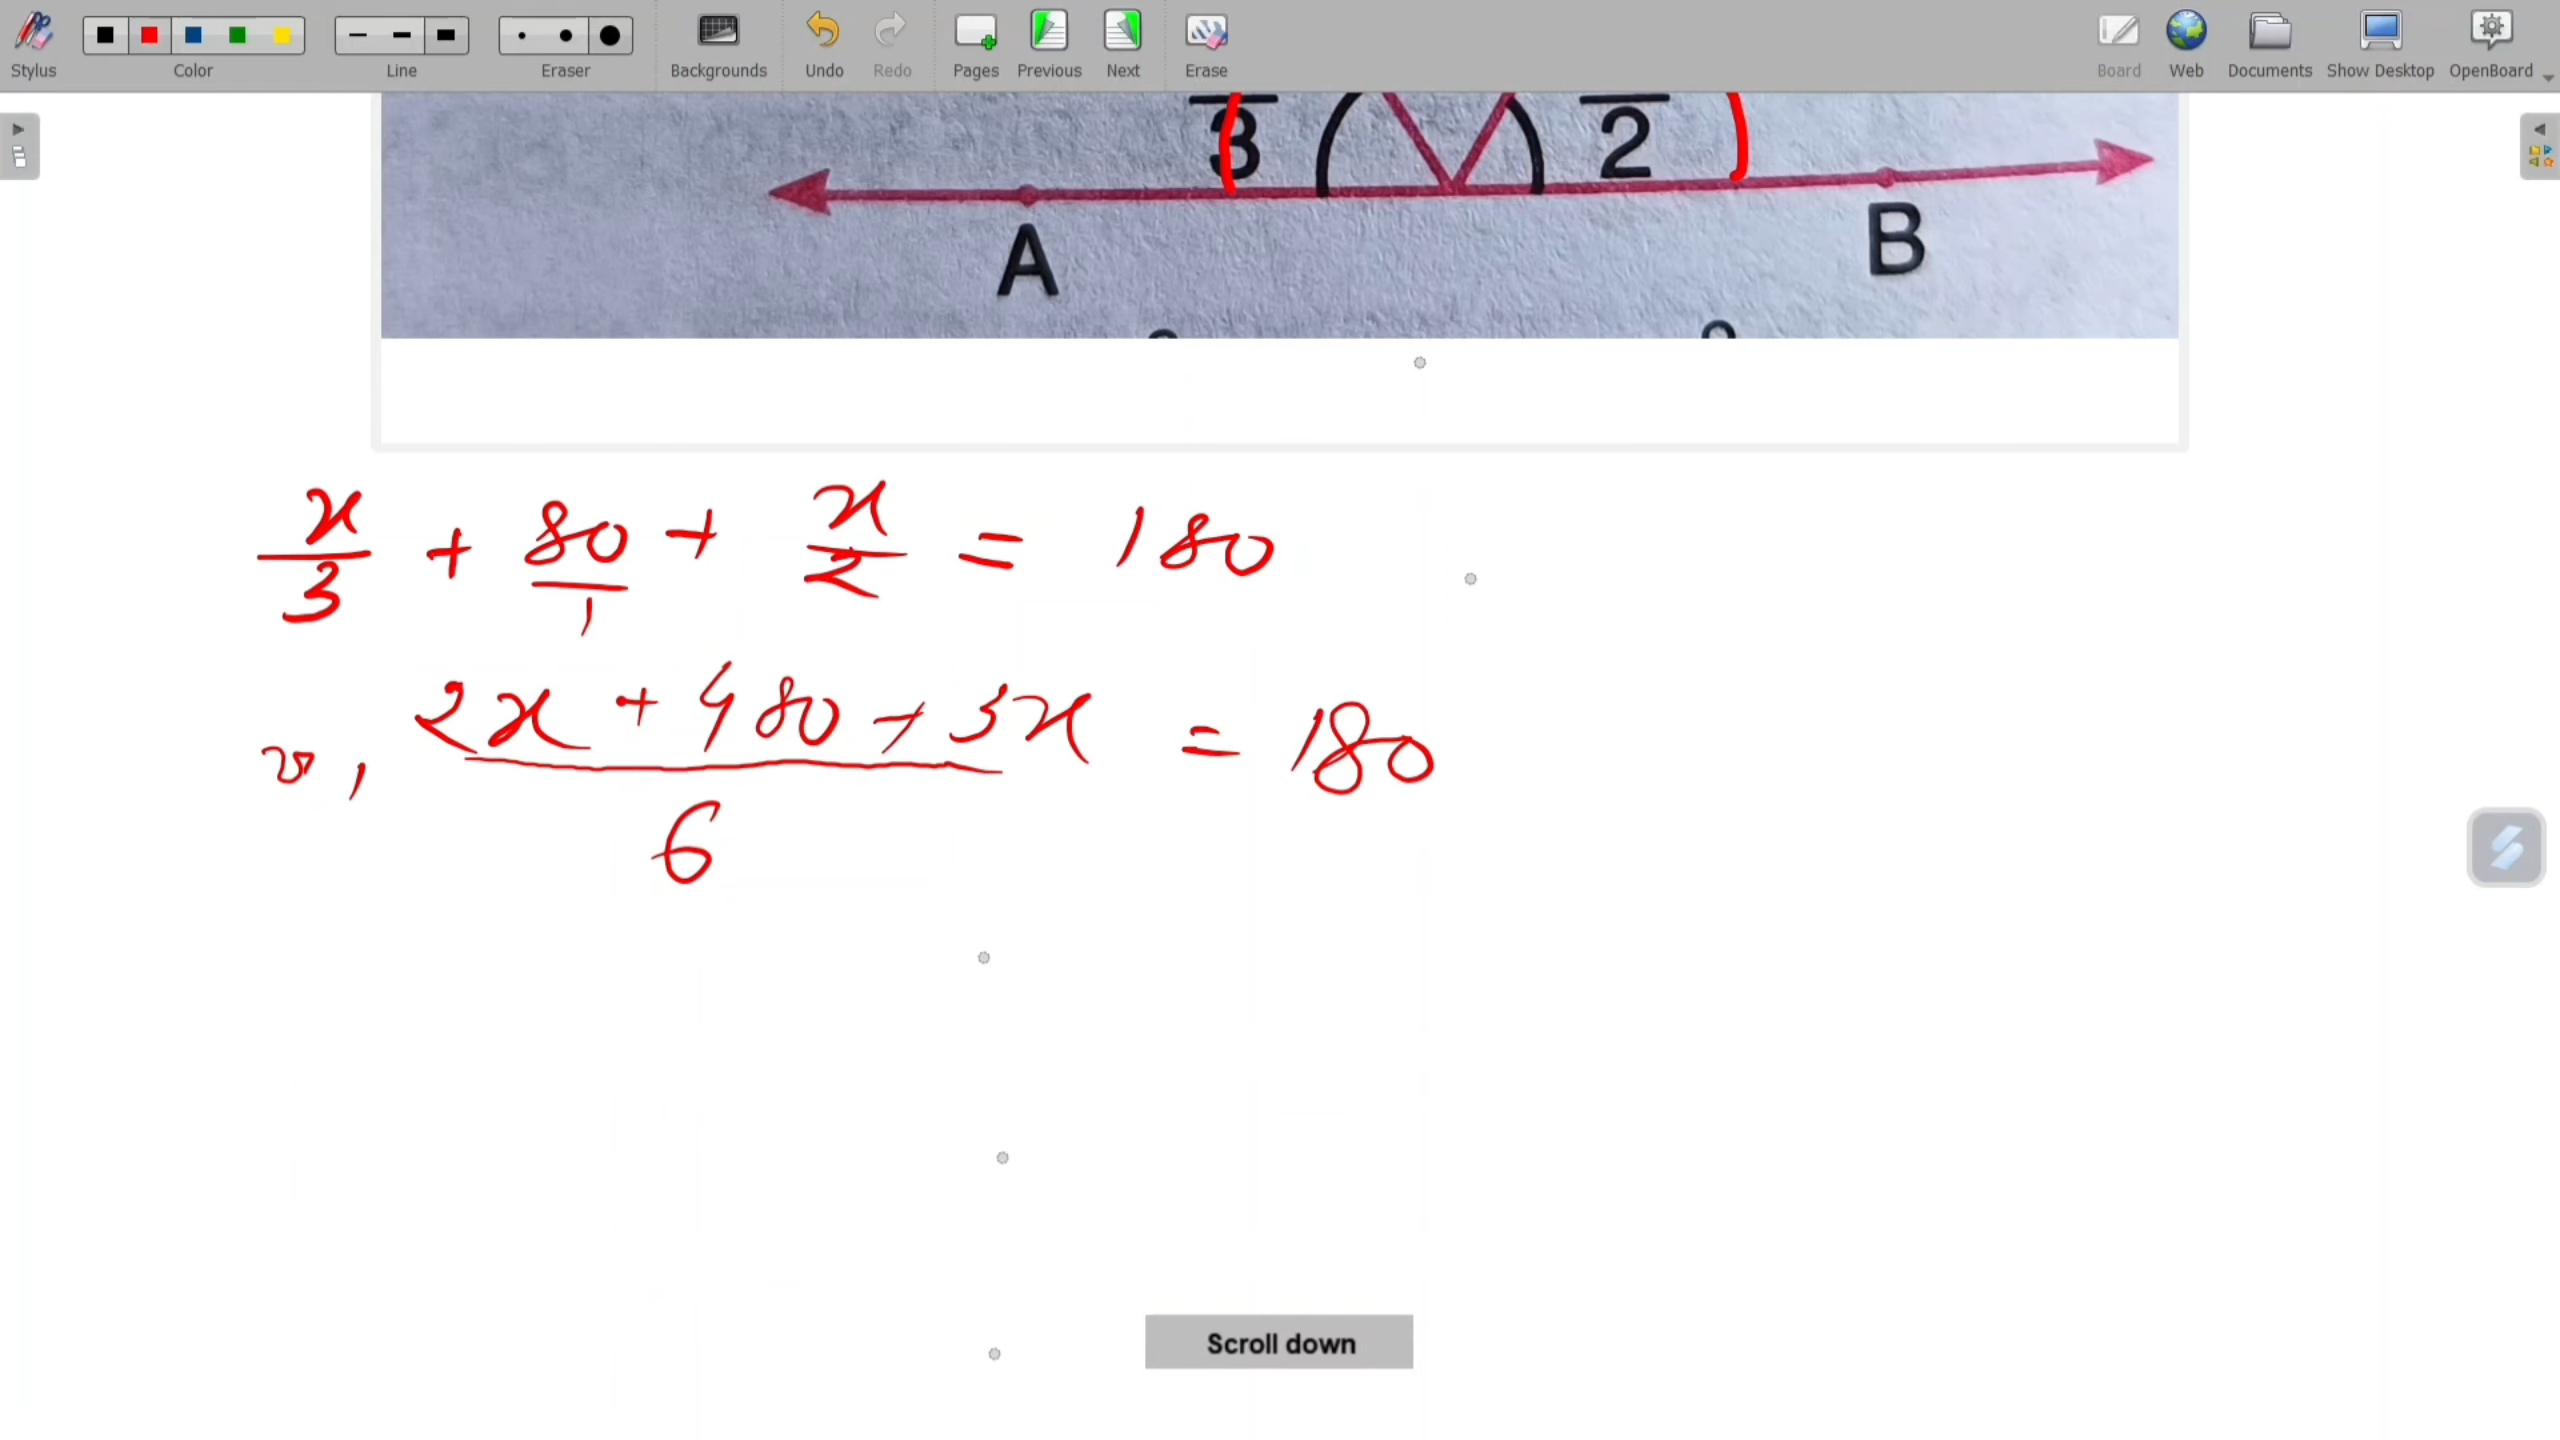 Stylus Color Line Eraser Backgrounds Undo Redo Pages Previous Next Erase Board Web Documents Show Desktop OpenBoard
3 2
A B
x/3 + 80/1 + x/2 = 180
বা, (2x + 480 + 3x)/6 = 180
Scroll down